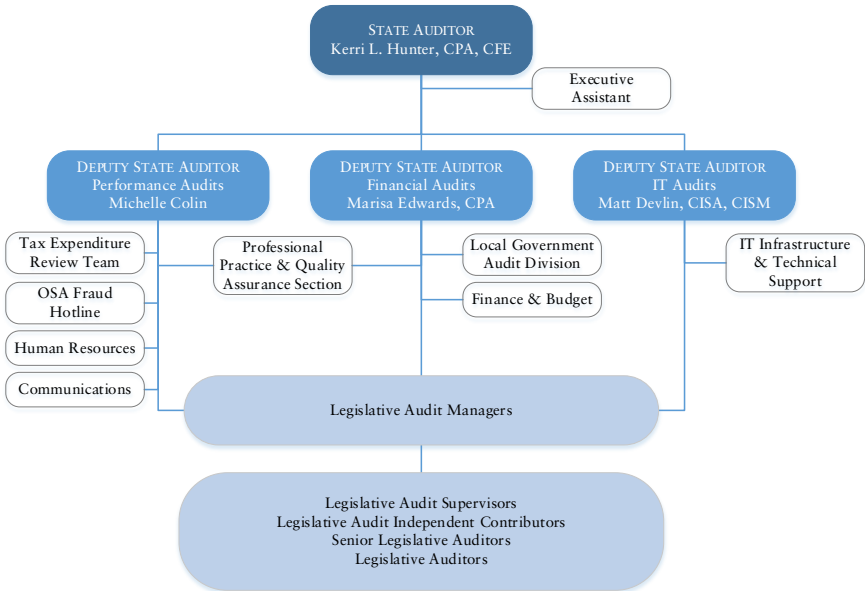 STATE AUDITOR
Kerri L. Hunter, CPA, CFE
Executive
Assistant
DEPUTY STATE AUDITOR
Performance Audits
Michelle Colin
DEPUTY STATE AUDITOR
Financial Audits
Marisa Edwards, CPA
DEPUTY STATE AUDITOR
IT Audits
Matt Devlin, CISA, CISM
Tax Expenditure
Review Team
OSA Fraud
Hotline
Human Resources
Communications
Professional
Practice & Quality
Assurance Section
Local Government
Audit Division
Finance & Budget
IT Infrastructure
& Technical
Support
Legislative Audit Managers
Legislative Audit Supervisors
Legislative Audit Independent Contributors
Senior Legislative Auditors
Legislative Auditors